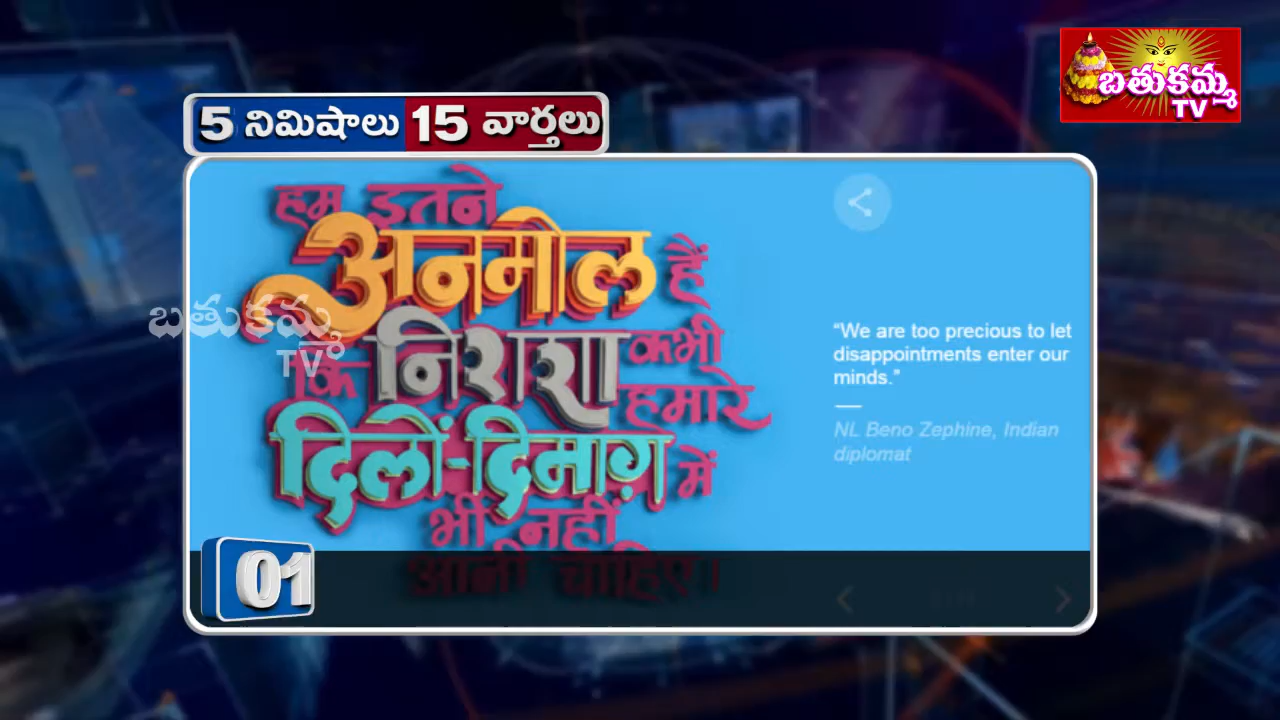 బతుకమ్మ
TV
5 నిమిషాలు 15 వార్తలు
हम इतने
अनमोल हैं
कि निराशा कभी
हमारे
दिलों-दिमाग़ में
भी नहीं
आनी चाहिए।
బతుకమ్మ
TV
“We are too precious to let
disappointments enter our
minds.”
NL Beno Zephine, Indian
diplomat
01